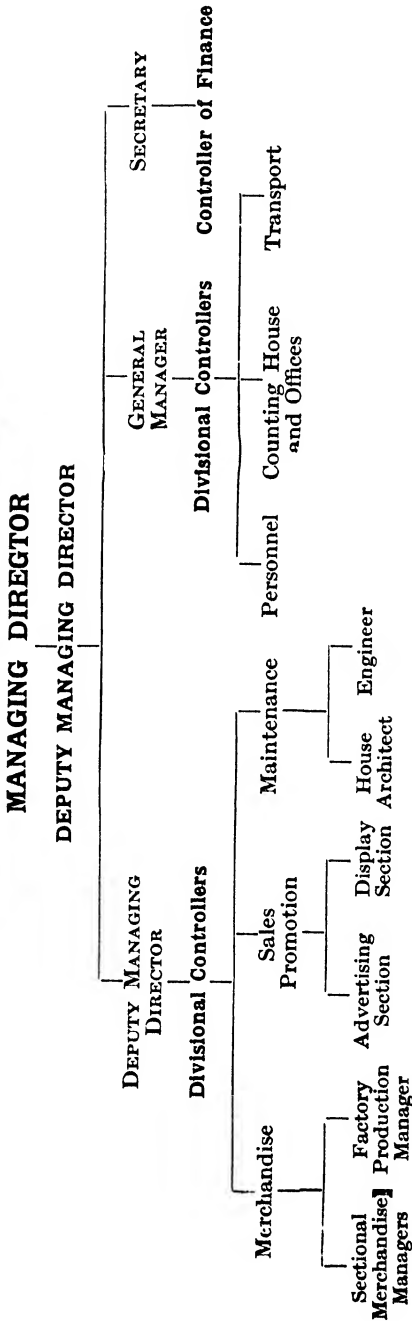 MANAGING DIREGTOR
DEPUTY MANAGING DIRECTOR
DEPUTY MANAGING
DIRECTOR
GENERAL
MANAGER
SECRETARY
Divisional Controllers
Divisional Controllers
Controller of Finance
Merchandise
Sales
Promotion
Maintenance
Personnel
Counting House
and Offices
Transport
Sectional
Merchandise
Managers
Factory
Production
Manager
Advertising
Section
Display
Section
House
Architect
Engineer